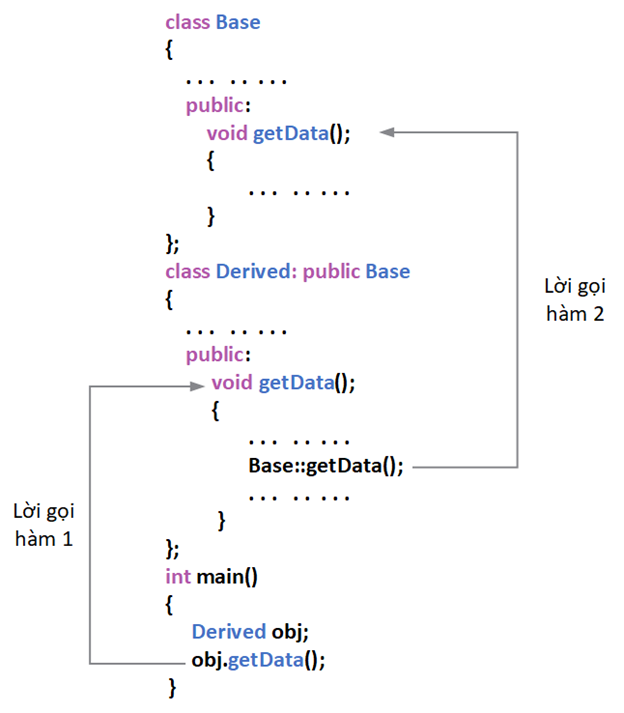 class Base
{
... .. ...
public:
void getData();
{
... .. ...
}
};
class Derived: public Base
{
... .. ...
public:
void getData();
{
... .. ...
Base::getData();
... .. ...
}
};
int main()
{
Derived obj;
obj.getData();
}
Lời gọi
hàm 2
Lời gọi
hàm 1